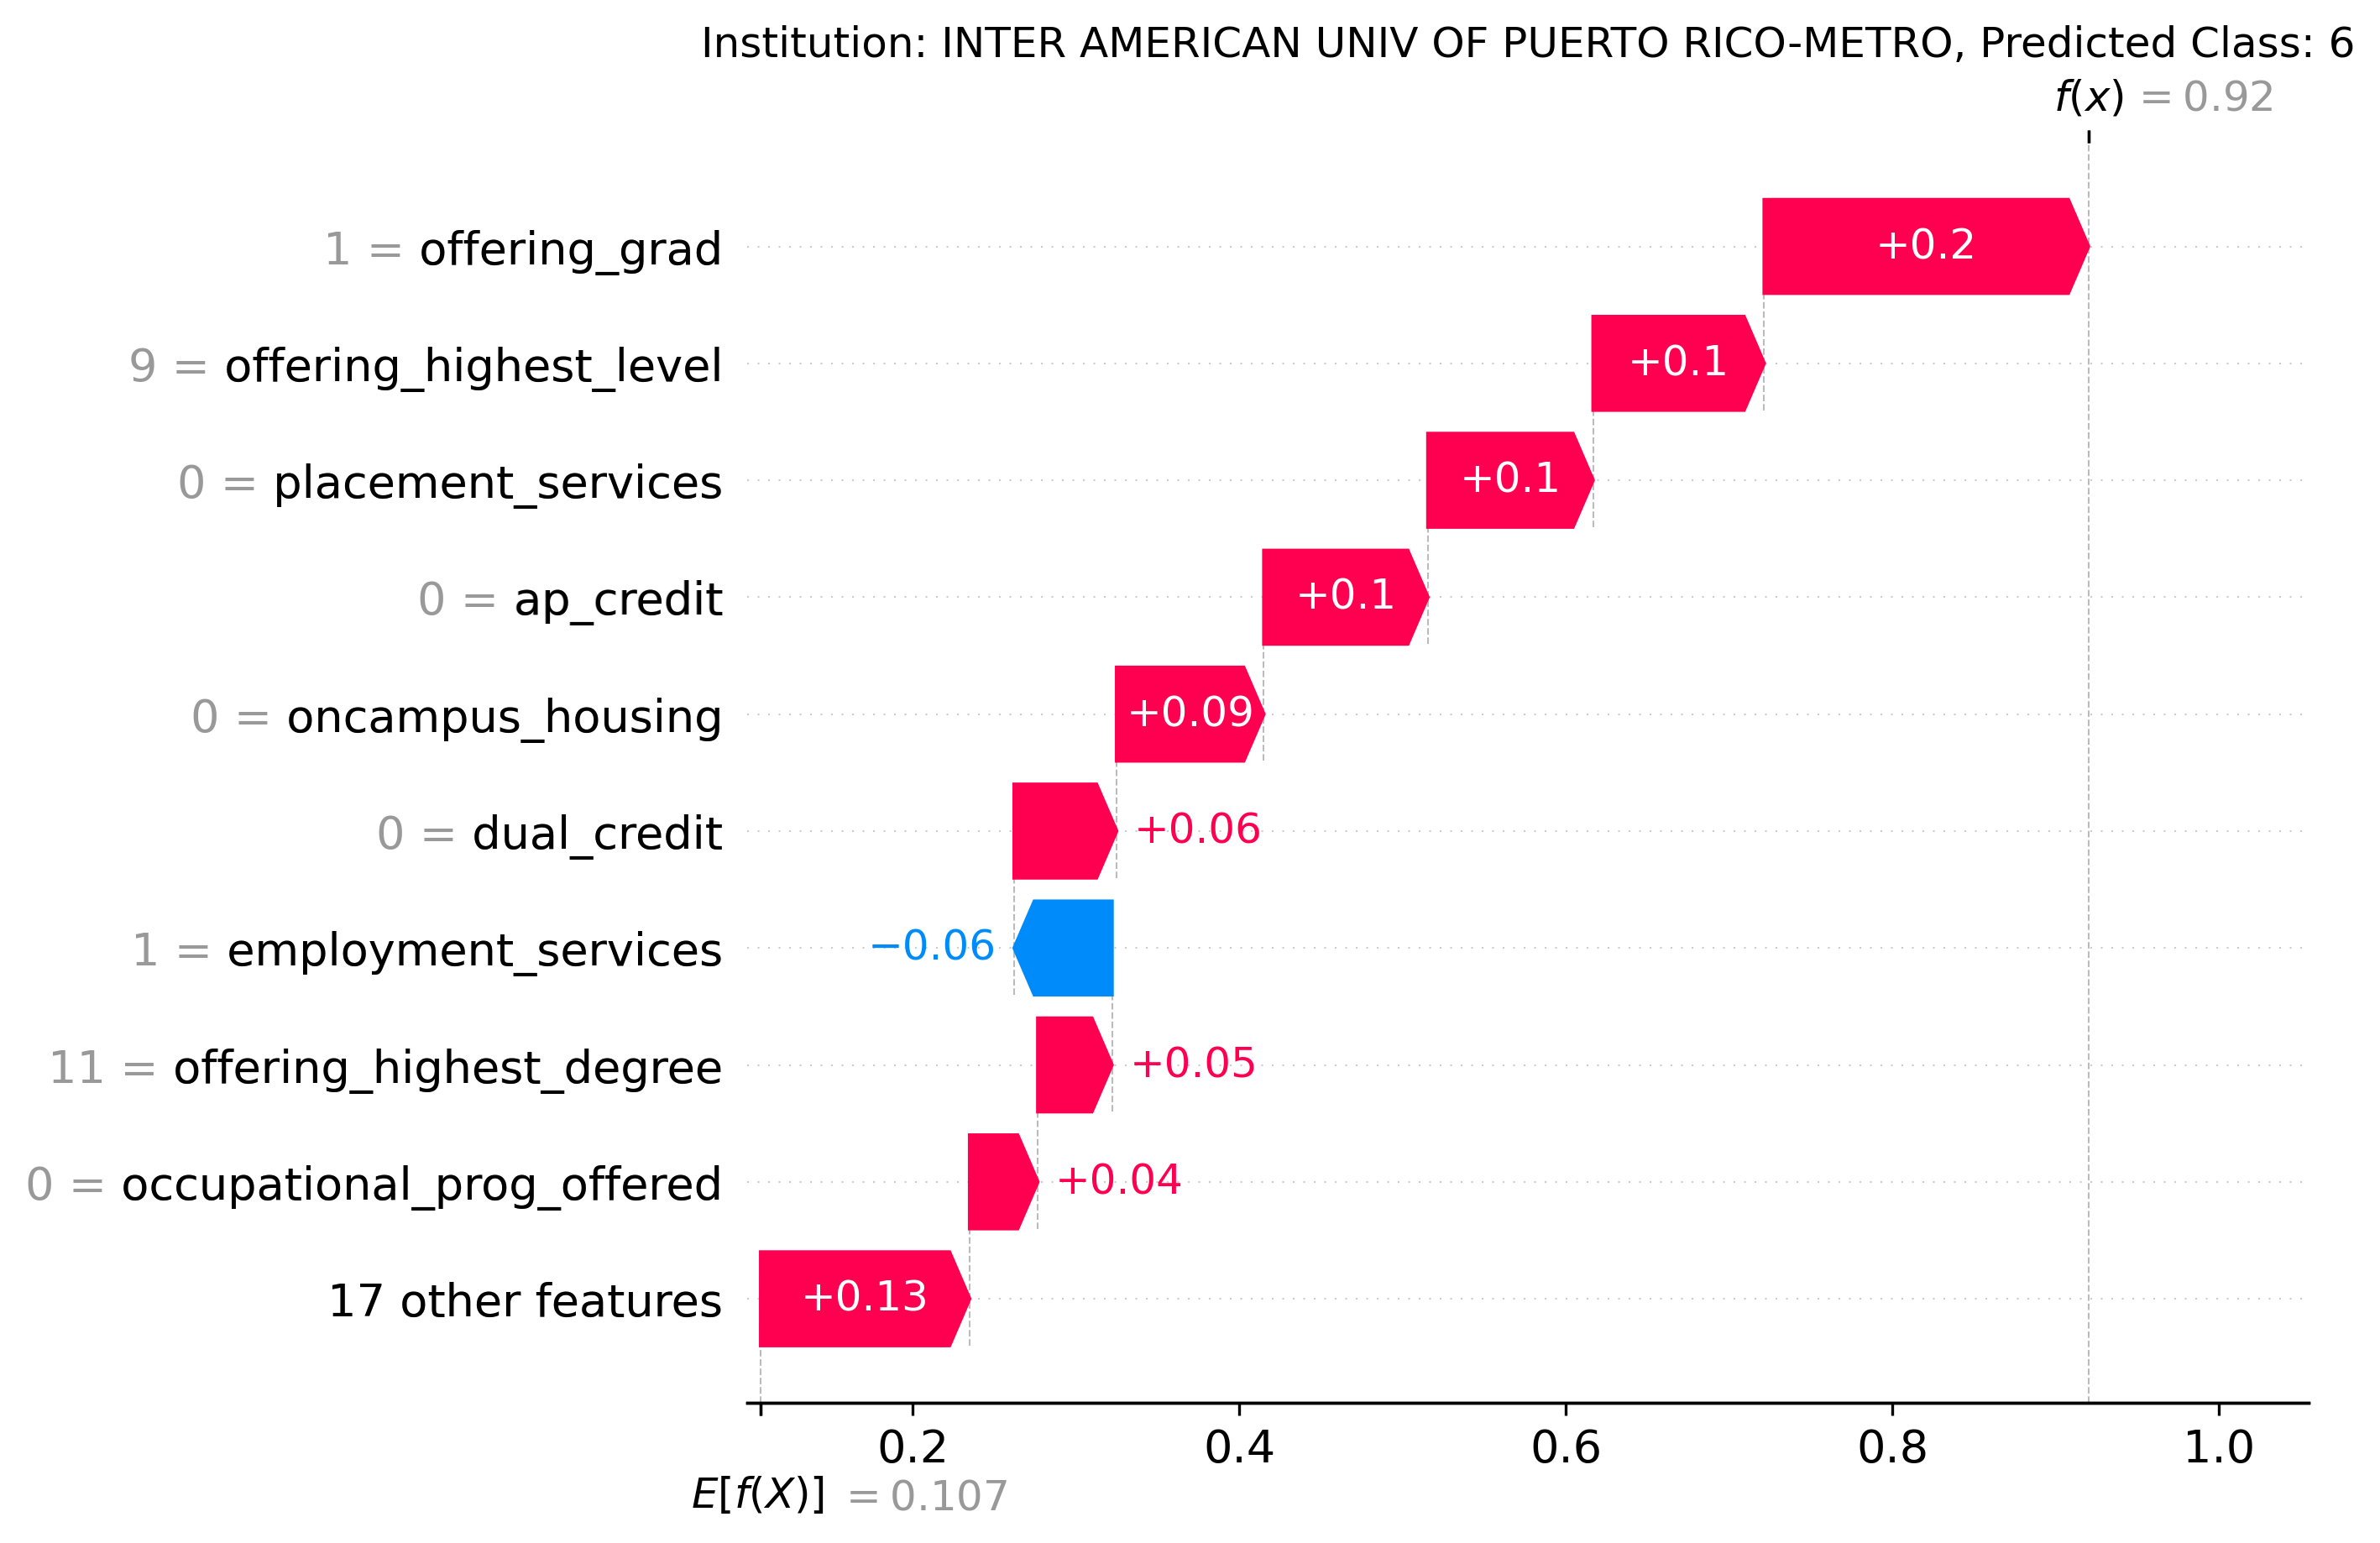 Institution: INTER AMERICAN UNIV OF PUERTO RICO-METRO, Predicted Class: 6
f(x) = 0.92
1 = offering_grad +0.2
9 = offering_highest_level +0.1
0 = placement_services +0.1
0 = ap_credit +0.1
0 = oncampus_housing +0.09
0 = dual_credit +0.06
1 = employment_services −0.06
11 = offering_highest_degree +0.05
0 = occupational_prog_offered +0.04
17 other features +0.13
0.2 0.4 0.6 0.8 1.0
E[f(X)] = 0.107